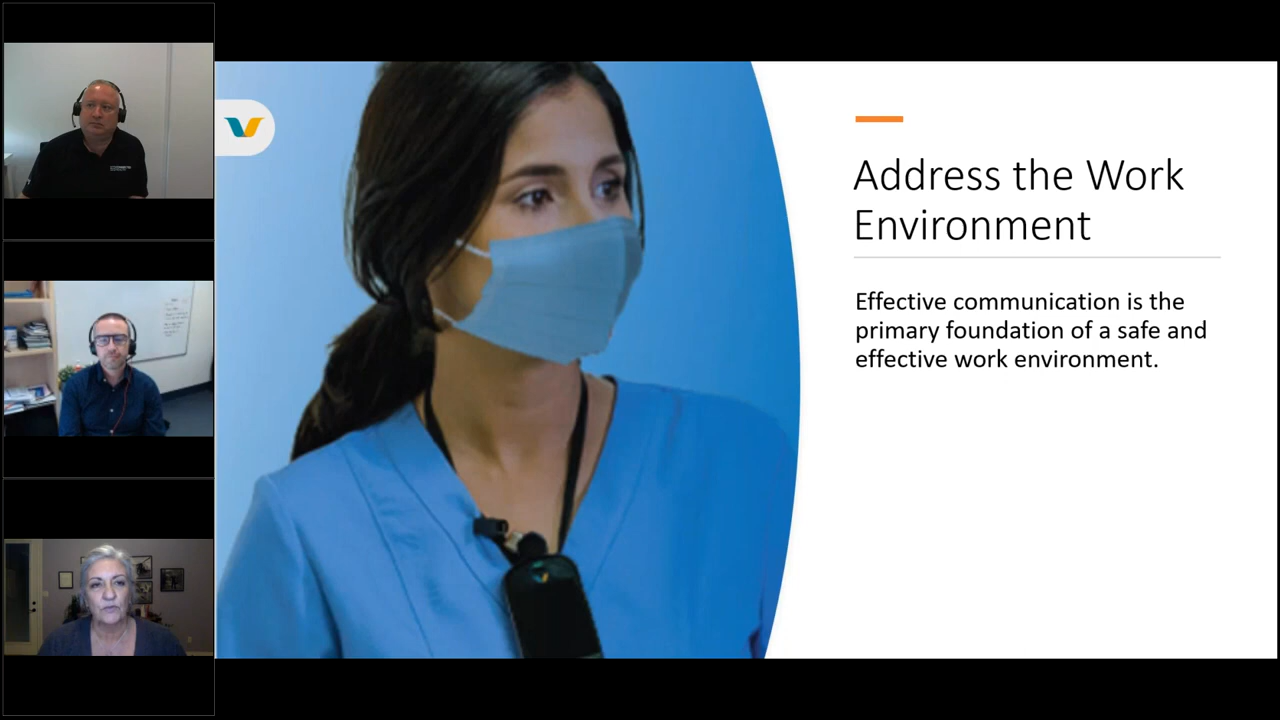 Address the Work
Environment
Effective communication is the
primary foundation of a safe and
effective work environment.